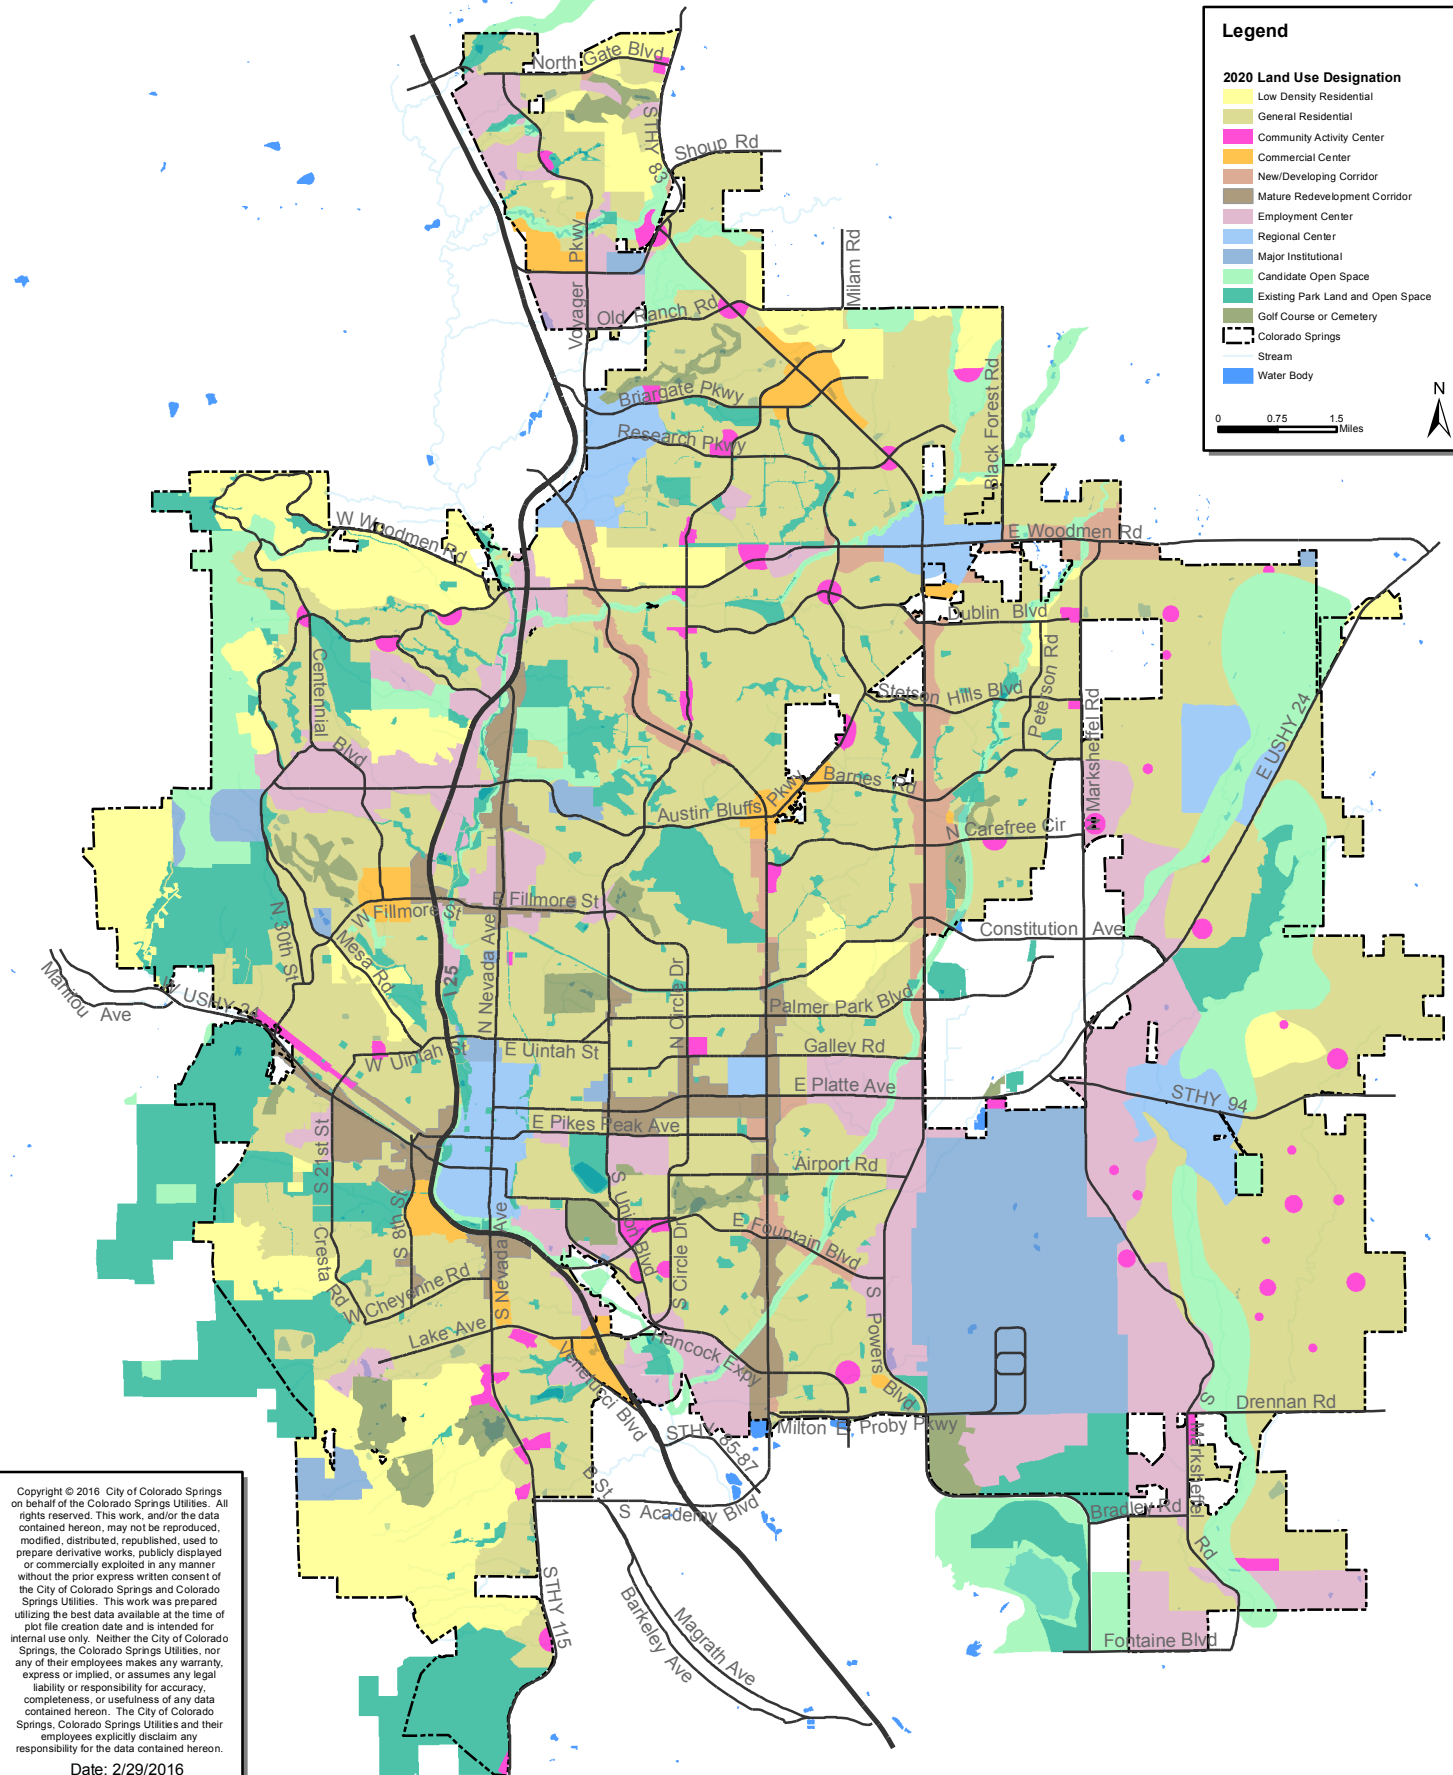 Legend
2020 Land Use Designation
Low Density Residential
General Residential
Community Activity Center
Commercial Center
New/Developing Corridor
Mature Redevelopment Corridor
Employment Center
Regional Center
Major Institutional
Candidate Open Space
Existing Park Land and Open Space
Golf Course or Cemetery
Colorado Springs
Stream
Water Body
N
0 0.75 1.5
Miles
North Gate Blvd
STHY 83
Shoup Rd
Voyager Pkwy
Milam Rd
Old Ranch Rd
Briargate Pkwy
Black Forest Rd
Research Pkwy
W Woodmen Rd
E Woodmen Rd
Dublin Blvd
Centennial Blvd
Peterson Rd
Stetson Hills Blvd
Marksheffel Rd
E USHY 24
Barnes Rd
Austin Bluffs Pkwy
N Carefree Cir
W Fillmore St
E Fillmore St
N 30th St
Mesa Rd
I 25
N Nevada Ave
Constitution Ave
N Circle Dr
Manitou Ave
W USHY 24
Palmer Park Blvd
W Uintah St
E Uintah St
Galley Rd
E Platte Ave
STHY 94
E Pikes Peak Ave
S 21st St
Airport Rd
S Union Blvd
S 8th St
S Nevada Ave
S Circle Dr
E Fountain Blvd
Cresta Rd
W Cheyenne Rd
S Powers Blvd
Lake Ave
Hancock Expy
Venetucci Blvd
Drennan Rd
STHY 85-87
Milton E Proby Pkwy
S Marksheffel Rd
B St
S Academy Blvd
Bradley Rd
STHY 115
Barkeley Ave
Magrath Ave
Fontaine Blvd
Copyright © 2016 City of Colorado Springs
on behalf of the Colorado Springs Utilities. All
rights reserved. This work, and/or the data
contained hereon, may not be reproduced,
modified, distributed, republished, used to
prepare derivative works, publicly displayed
or commercially exploited in any manner
without the prior express written consent of
the City of Colorado Springs and Colorado
Springs Utilities. This work was prepared
utilizing the best data available at the time of
plot file creation date and is intended for
internal use only. Neither the City of Colorado
Springs, the Colorado Springs Utilities, nor
any of their employees makes any warranty,
express or implied, or assumes any legal
liability or responsibility for accuracy,
completeness, or usefulness of any data
contained hereon. The City of Colorado
Springs, Colorado Springs Utilities and their
employees explicitly disclaim any
responsibility for the data contained hereon.
Date: 2/29/2016